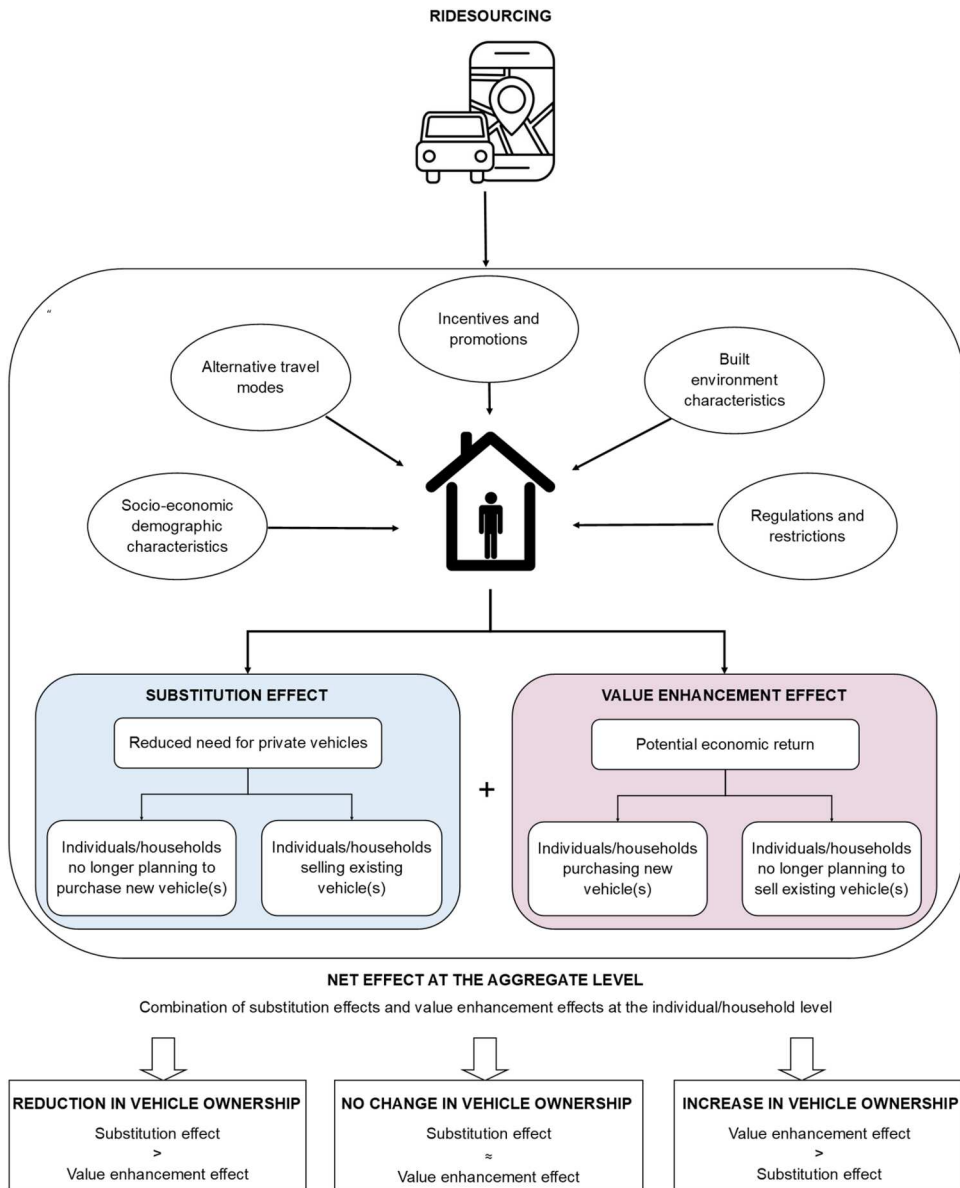 RIDESOURCING
“
Incentives and
promotions
Alternative travel
modes
Built
environment
characteristics
Socio-economic
demographic
characteristics
Regulations and
restrictions
SUBSTITUTION EFFECT
Reduced need for private vehicles
Individuals/households
no longer planning to
purchase new vehicle(s)
Individuals/households
selling existing
vehicle(s)
+
VALUE ENHANCEMENT EFFECT
Potential economic return
Individuals/households
purchasing new
vehicle(s)
Individuals/households
no longer planning to
sell existing vehicle(s)
NET EFFECT AT THE AGGREGATE LEVEL
Combination of substitution effects and value enhancement effects at the individual/household level
REDUCTION IN VEHICLE OWNERSHIP
Substitution effect
>
Value enhancement effect
NO CHANGE IN VEHICLE OWNERSHIP
Substitution effect
≈
Value enhancement effect
INCREASE IN VEHICLE OWNERSHIP
Value enhancement effect
>
Substitution effect